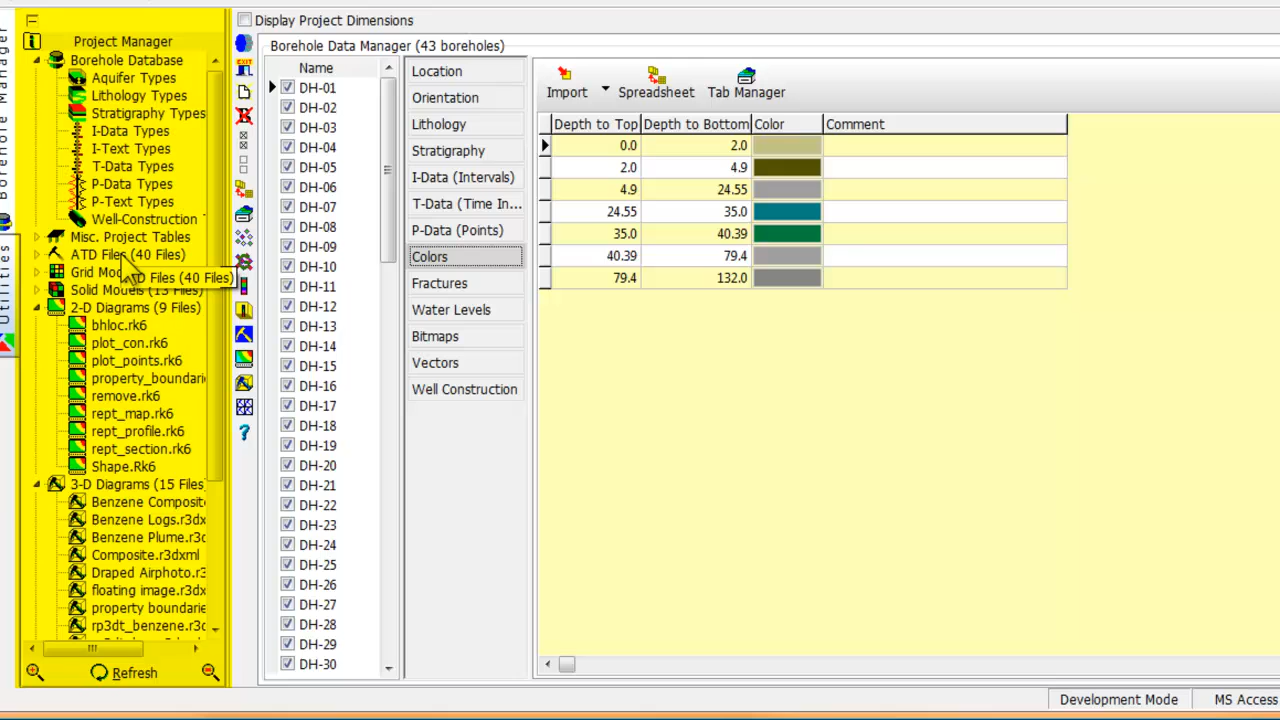 Display Project Dimensions
Borehole Manager
Utilities
Project Manager
Borehole Database
Aquifer Types
Lithology Types
Stratigraphy Types
I-Data Types
I-Text Types
T-Data Types
P-Data Types
P-Text Types
Well-Construction
Misc. Project Tables
ATD Files (40 Files)
Files (40 Files)
Grid
Solid Models (13 Files)
2-D Diagrams (9 Files)
bhloc.rk6
plot_con.rk6
plot_points.rk6
property_boundari
remove.rk6
rept_map.rk6
rept_profile.rk6
rept_section.rk6
Shape.Rk6
3-D Diagrams (15 Files
Benzene Composit
Benzene Logs.r3dx
Benzene Plume.r3d
Composite.r3dxml
Draped Airphoto.r3
floating image.r3dx
property boundarie
rp3dt_benzene.r3d
Refresh
EXIT
Borehole Data Manager (43 boreholes)
Name
DH-01
DH-02
DH-03
DH-04
DH-05
DH-06
DH-07
DH-08
DH-09
DH-10
DH-11
DH-12
DH-13
DH-14
DH-15
DH-16
DH-17
DH-18
DH-19
DH-20
DH-21
DH-22
DH-23
DH-24
DH-25
DH-26
DH-27
DH-28
DH-29
DH-30
Location
Orientation
Lithology
Stratigraphy
I-Data (Intervals)
T-Data (Time In...
P-Data (Points)
Colors
Fractures
Water Levels
Bitmaps
Vectors
Well Construction
Import Spreadsheet Tab Manager
Depth to Top Depth to Bottom Color Comment
0.0 2.0
2.0 4.9
4.9 24.55
24.55 35.0
35.0 40.39
40.39 79.4
79.4 132.0
Development Mode MS Access